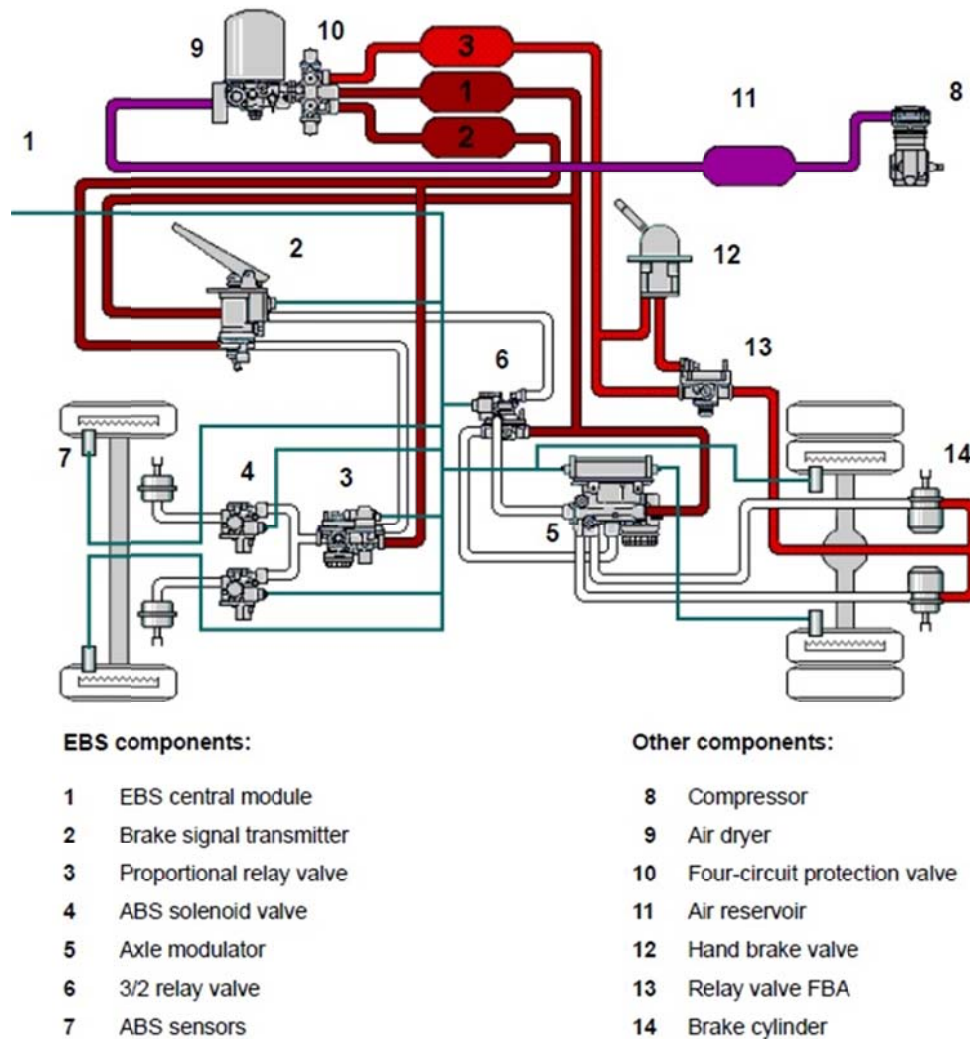 10
9
3
1
11
8
1
2
2
12
13
6
7
4
3
5
14
EBS components:
1 EBS central module
2 Brake signal transmitter
3 Proportional relay valve
4 ABS solenoid valve
5 Axle modulator
6 3/2 relay valve
7 ABS sensors
Other components:
8 Compressor
9 Air dryer
10 Four-circuit protection valve
11 Air reservoir
12 Hand brake valve
13 Relay valve FBA
14 Brake cylinder